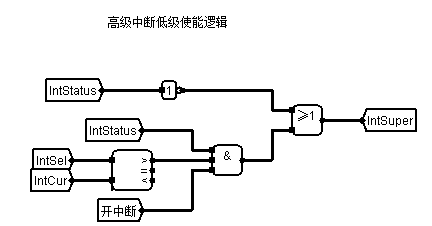 高级中断低级使能逻辑
IntStatus
1
≥1
IntSuper
IntStatus
&
IntSel
>
=
<
IntCur
开中断